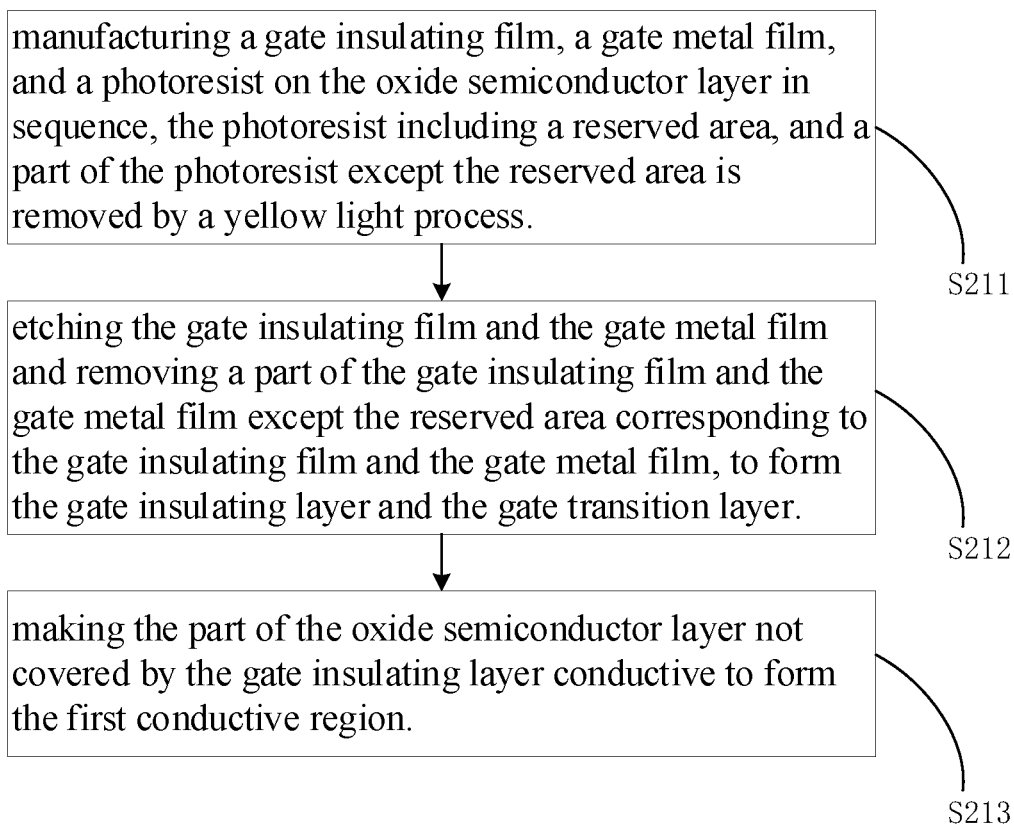 manufacturing a gate insulating film, a gate metal film,
and a photoresist on the oxide semiconductor layer in
sequence, the photoresist including a reserved area, and a
part of the photoresist except the reserved area is
removed by a yellow light process.
S211
etching the gate insulating film and the gate metal film
and removing a part of the gate insulating film and the
gate metal film except the reserved area corresponding to
the gate insulating film and the gate metal film, to form
the gate insulating layer and the gate transition layer.
S212
making the part of the oxide semiconductor layer not
covered by the gate insulating layer conductive to form
the first conductive region.
S213